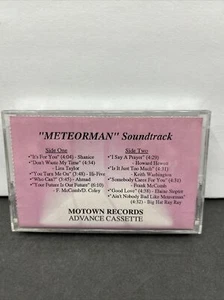 "METEORMAN" Soundtrack
Side One
"It's For You" (4:04) - Shanice
"Don't Waste My Time" (4:54)
- Lisa Taylor
"You Turn Me On" (3:48) - Hi-Five
"Who Can?" (3:45) - Ahmad
"Your Future Is Our Future" (6:10)
- F. McComb/D. Coley
Side Two
"I Say A Prayer" (4:29)
- Howard Hewett
"Is It Just Too Much" (4:31)
Keith Washington
"Somebody Cares For You" (4:34)
- Frank McComb
"Good Love" (4:38) - Elaine Stepter
"Ain't Nobody Bad Like Meteorman"
(4:32) - Big Hat Ray Ray
MOTOWN RECORDS
ADVANCE CASSETTE